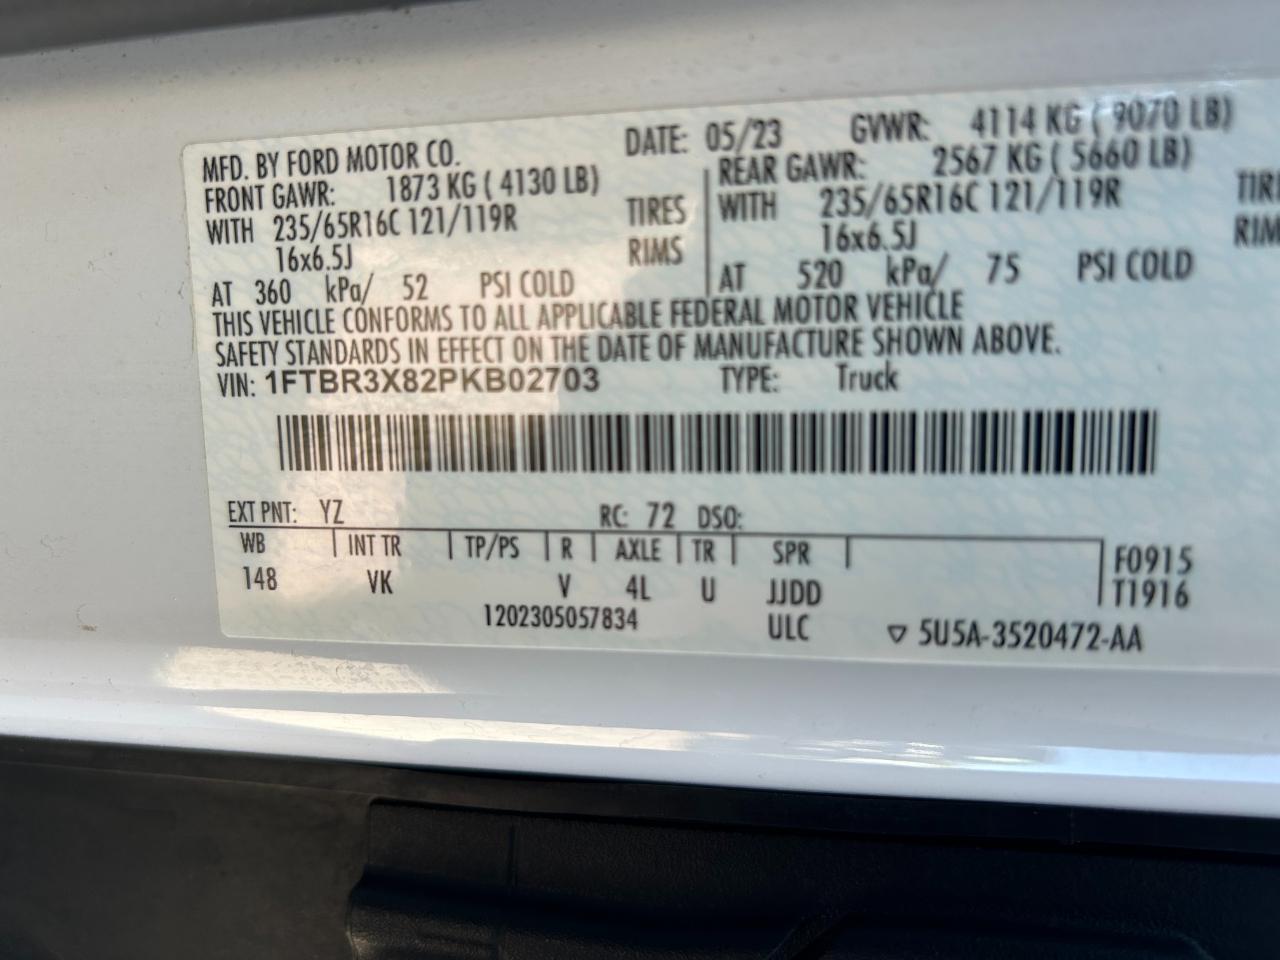 MFD. BY FORD MOTOR CO. DATE: 05/23 GVWR: 4114 KG ( 9070 LB)
FRONT GAWR: 1873 KG ( 4130 LB) REAR GAWR: 2567 KG ( 5660 LB)
WITH 235/65R16C 121/119R TIRES WITH 235/65R16C 121/119R TIRE
16x6.5J RIMS 16x6.5J RIM
AT 360 kPa/ 52 PSI COLD AT 520 kPa/ 75 PSI COLD
THIS VEHICLE CONFORMS TO ALL APPLICABLE FEDERAL MOTOR VEHICLE
SAFETY STANDARDS IN EFFECT ON THE DATE OF MANUFACTURE SHOWN ABOVE.
VIN: 1FTBR3X82PKB02703 TYPE: Truck
EXT PNT: YZ RC: 72 DSO:
WB INT TR TP/PS R AXLE TR SPR F0915
148 VK V 4L U JJDD T1916
1202305057834 ULC ▽ 5U5A-3520472-AA